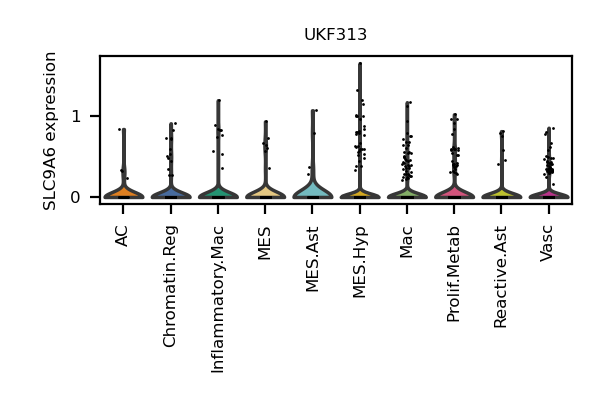 UKF313
SLC9A6 expression
1
0
AC
Chromatin.Reg
Inflammatory.Mac
MES
MES.Ast
MES.Hyp
Mac
Prolif.Metab
Reactive.Ast
Vasc